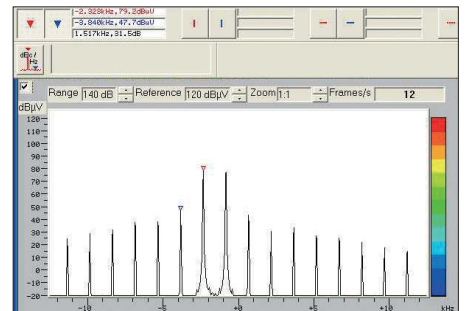 -2.323kHz,79.2dBuV
-3.840kHz,47.7dBuV
1.517kHz,31.5dB
dBc/
Hz
Range 140 dB Reference 120 dBµV Zoom 1:1 Frames/s 12
dBµV
120
110
100
90
80
70
60
50
40
30
20
10
0
-10
-20
-10 -5 +0 +5 +10 kHz